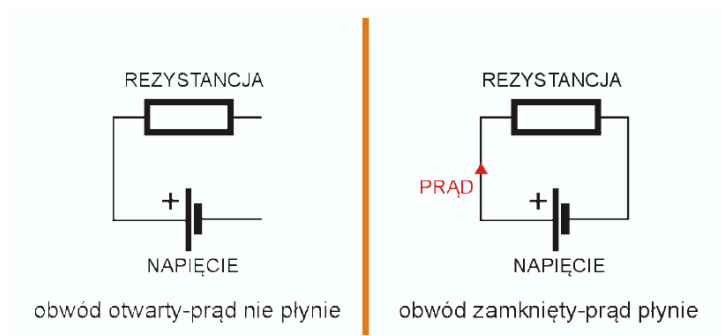 REZYSTANCJA
+
NAPIĘCIE
obwód otwarty-prąd nie płynie
REZYSTANCJA
PRĄD
+
NAPIĘCIE
obwód zamknięty-prąd płynie